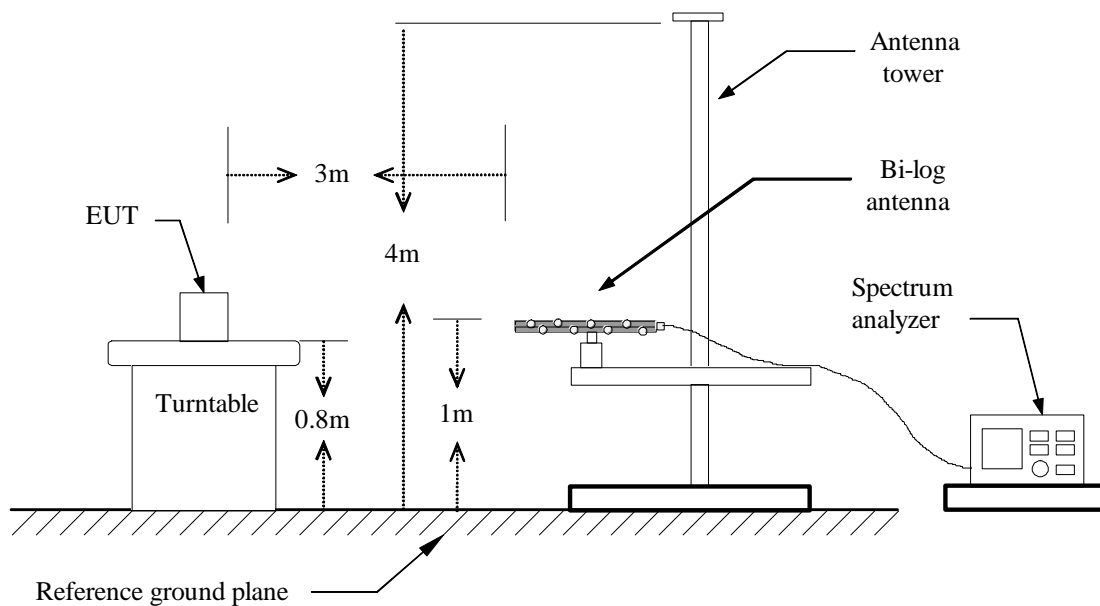 Antenna
tower
3m
Bi-log
antenna
EUT
4m
Spectrum
analyzer
Turntable
0.8m
1m
Reference ground plane